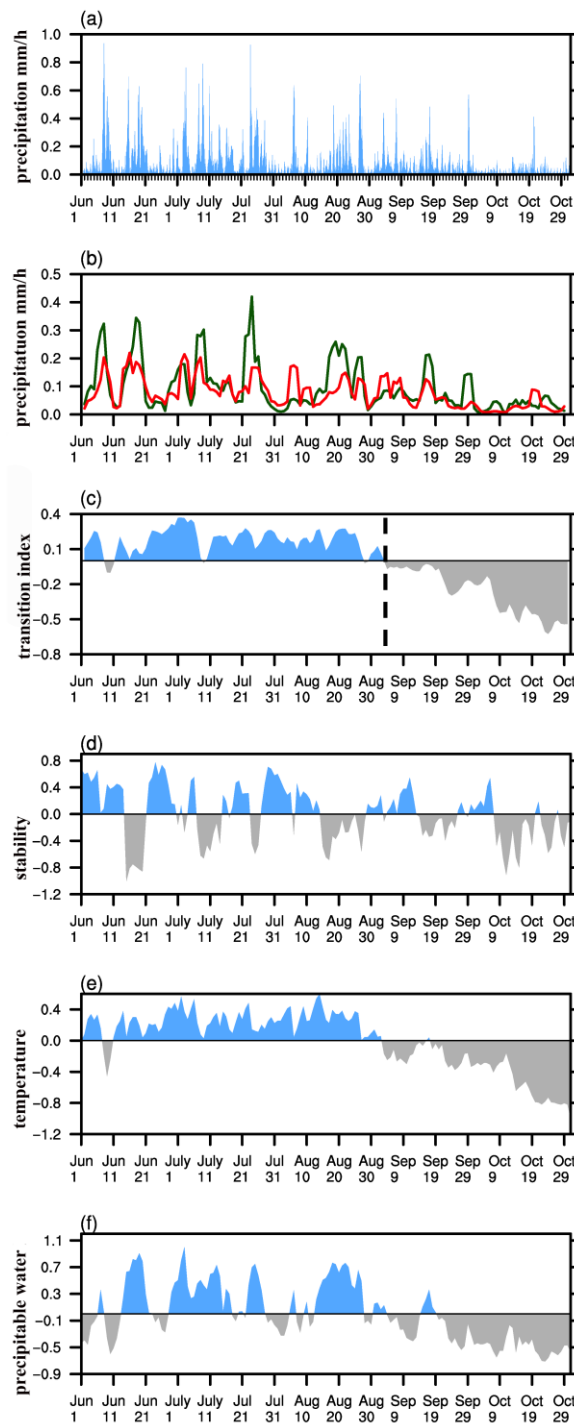 (a)
precipitation mm/h
1.0
0.8
0.6
0.4
0.2
0.0
Jun Jun Jun July July Jul Jul Aug Aug Aug Sep Sep Sep Oct Oct Oct
1 11 21 1 11 21 31 10 20 30 9 19 29 9 19 29
(b)
precipitatuon mm/h
0.5
0.4
0.3
0.2
0.1
0.0
Jun Jun Jun July July Jul Jul Aug Aug Aug Sep Sep Sep Oct Oct Oct
1 11 21 1 11 21 31 10 20 30 9 19 29 9 19 29
(c)
transition index
0.4
0.1
−0.2
−0.5
−0.8
Jun Jun Jun July July Jul Jul Aug Aug Aug Sep Sep Sep Oct Oct Oct
1 11 21 1 11 21 31 10 20 30 9 19 29 9 19 29
(d)
stability
0.8
0.4
0.0
−0.4
−0.8
−1.2
Jun Jun Jun July July Jul Jul Aug Aug Aug Sep Sep Sep Oct Oct Oct
1 11 21 1 11 21 31 10 20 30 9 19 29 9 19 29
(e)
temperature
0.4
0.0
−0.4
−0.8
−1.2
Jun Jun Jun July July Jul Jul Aug Aug Aug Sep Sep Sep Oct Oct Oct
1 11 21 1 11 21 31 10 20 30 9 19 29 9 19 29
(f)
precipitable water
1.1
0.7
0.3
−0.1
−0.5
−0.9
Jun Jun Jun July July Jul Jul Aug Aug Aug Sep Sep Sep Oct Oct Oct
1 11 21 1 11 21 31 10 20 30 9 19 29 9 19 29